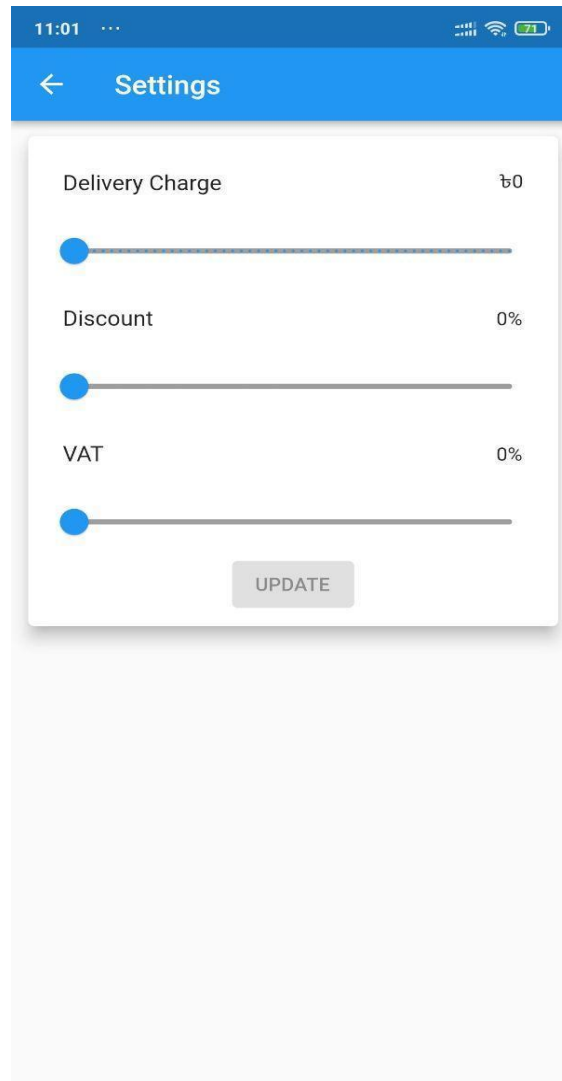 11:01 ...
71
Settings
Delivery Charge ৳0
Discount 0%
VAT 0%
UPDATE